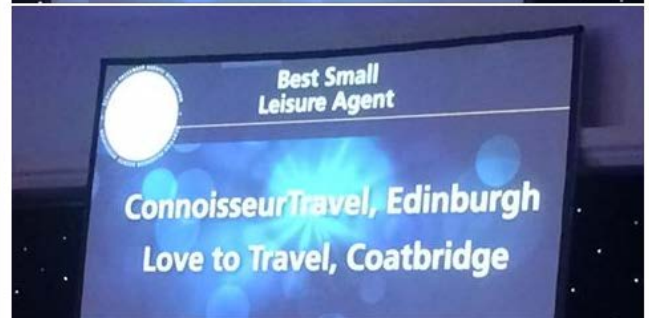 Best Small
Leisure Agent
ConnoisseurTravel, Edinburgh
Love to Travel, Coatbridge